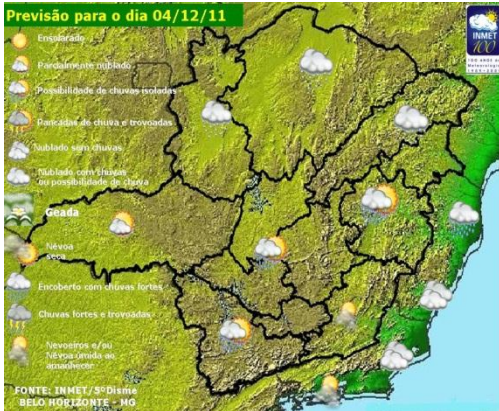 Previsão para o dia 04/12/11
INMET
100
Ensolarado
Parcialmente nublado
Possibilidade de chuvas isoladas
Pancadas de chuva e trovoadas
Nublado sem chuvas
Nublado com chuvas
ou possibilidade de chuva
Geada
Névoa
seca
Encoberto com chuvas fortes
Chuvas fortes e trovoadas
Nevoeiros e/ou
Névoa úmida ao
amanhecer
FONTE: INMET/5ºDisme
BELO HORIZONTE - MG